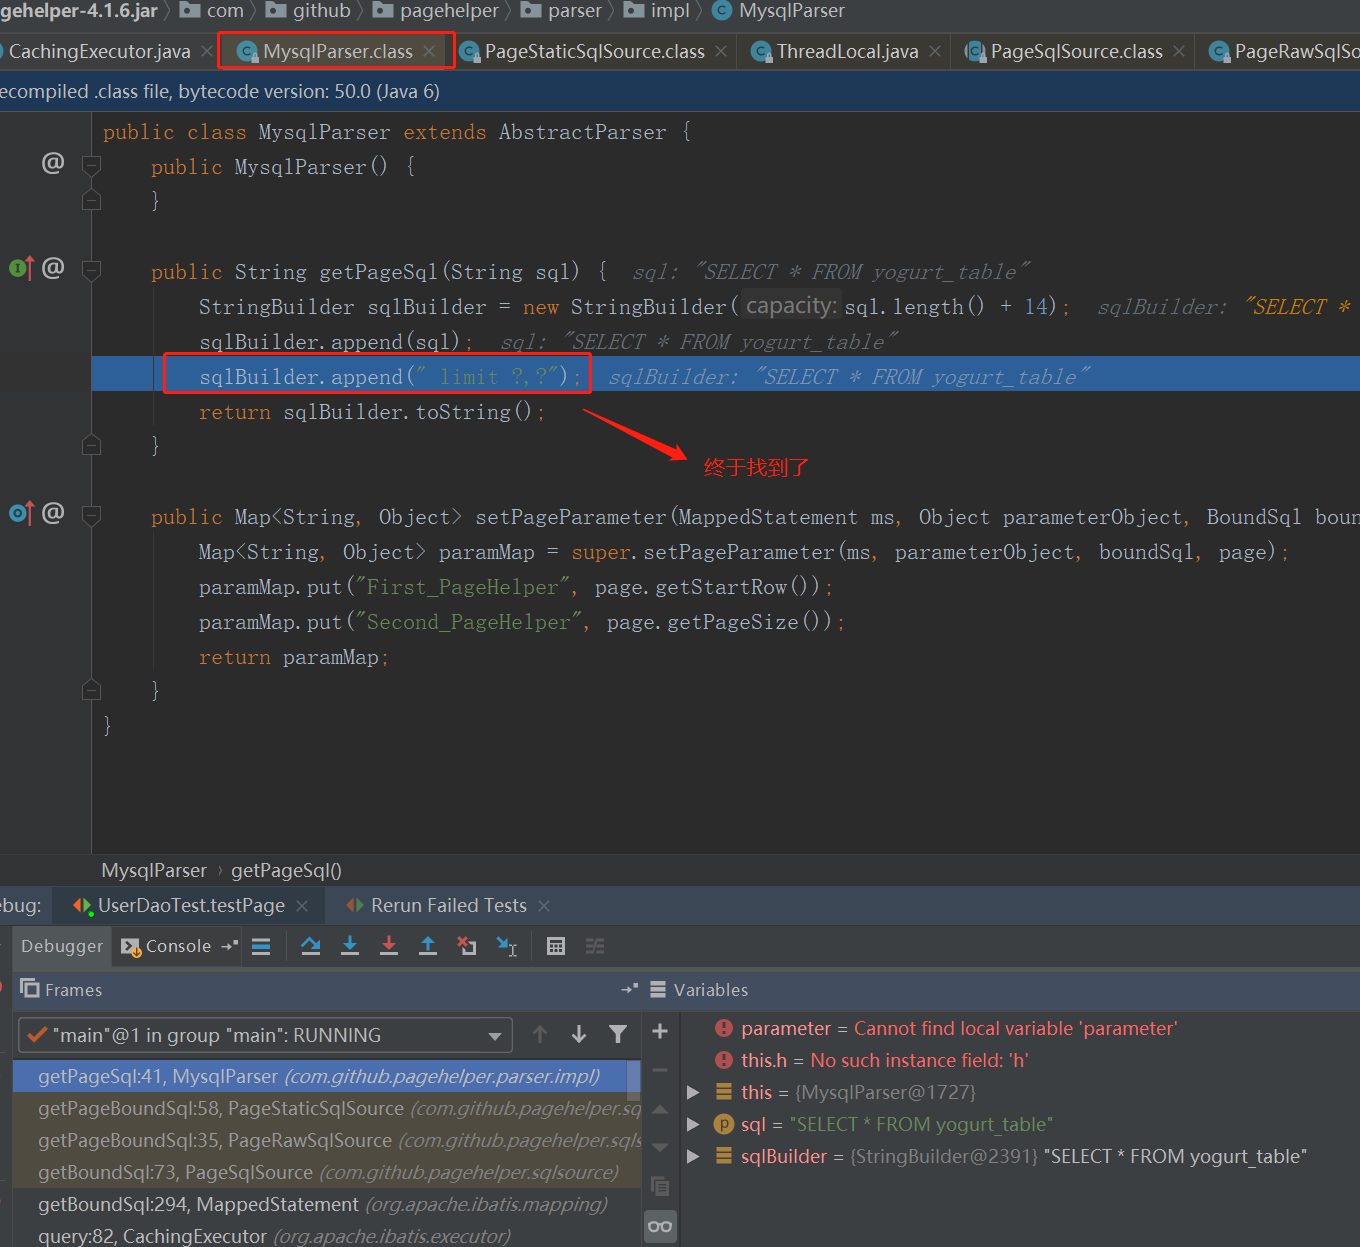 gehelper-4.1.6.jar com github pagehelper parser impl MysqlParser
CachingExecutor.java MysqlParser.class PageStaticSqlSource.class ThreadLocal.java PageSqlSource.class PageRawSqlSo
ecompiled .class file, bytecode version: 50.0 (Java 6)
public class MysqlParser extends AbstractParser {
public MysqlParser() {
}
public String getPageSql(String sql) { sql: "SELECT * FROM yogurt_table"
StringBuilder sqlBuilder = new StringBuilder( capacity: sql.length() + 14); sqlBuilder: "SELECT *
sqlBuilder.append(sql); sql: "SELECT * FROM yogurt_table"
sqlBuilder.append(" limit ?,?"); sqlBuilder: "SELECT * FROM yogurt_table"
return sqlBuilder.toString();
}
终于找到了
public Map<String, Object> setPageParameter(MappedStatement ms, Object parameterObject, BoundSql boun
Map<String, Object> paramMap = super.setPageParameter(ms, parameterObject, boundSql, page);
paramMap.put("First_PageHelper", page.getStartRow());
paramMap.put("Second_PageHelper", page.getPageSize());
return paramMap;
}
}
MysqlParser › getPageSql()
ebug: UserDaoTest.testPage Rerun Failed Tests
Debugger Console
Frames
Variables
"main"@1 in group "main": RUNNING
getPageSql:41, MysqlParser (com.github.pagehelper.parser.impl)
getPageBoundSql:58, PageStaticSqlSource (com.github.pagehelper.sq
getPageBoundSql:35, PageRawSqlSource (com.github.pagehelper.sqls
getBoundSql:73, PageSqlSource (com.github.pagehelper.sqlsource)
getBoundSql:294, MappedStatement (org.apache.ibatis.mapping)
query:82, CachingExecutor (org.apache.ibatis.executor)
parameter = Cannot find local variable 'parameter'
this.h = No such instance field: 'h'
this = {MysqlParser@1727}
sql = "SELECT * FROM yogurt_table"
sqlBuilder = {StringBuilder@2391} "SELECT * FROM yogurt_table"